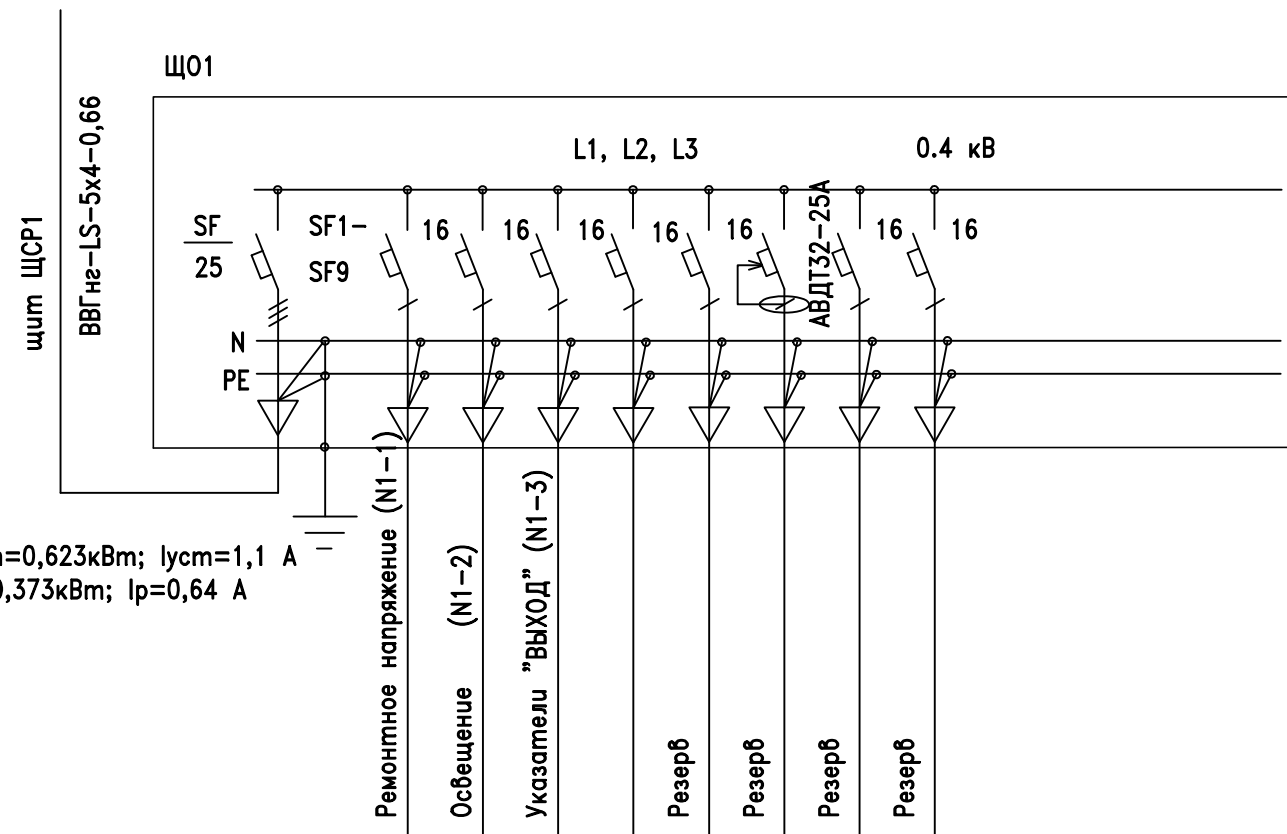 ЩО1
щит ЩСР1
ВВГнг-LS-5х4-0,66
L1, L2, L3
0.4 кВ
SF
25
SF1-
SF9
16
16
16
16
16
АВДТ32-25А
16
16
N
PE
=0,623кВт; Iуст=1,1 А
,373кВт; Iр=0,64 А
Ремонтное напряжение (N1-1)
Освещение (N1-2)
Указатели "ВЫХОД" (N1-3)
Резерв
Резерв
Резерв
Резерв